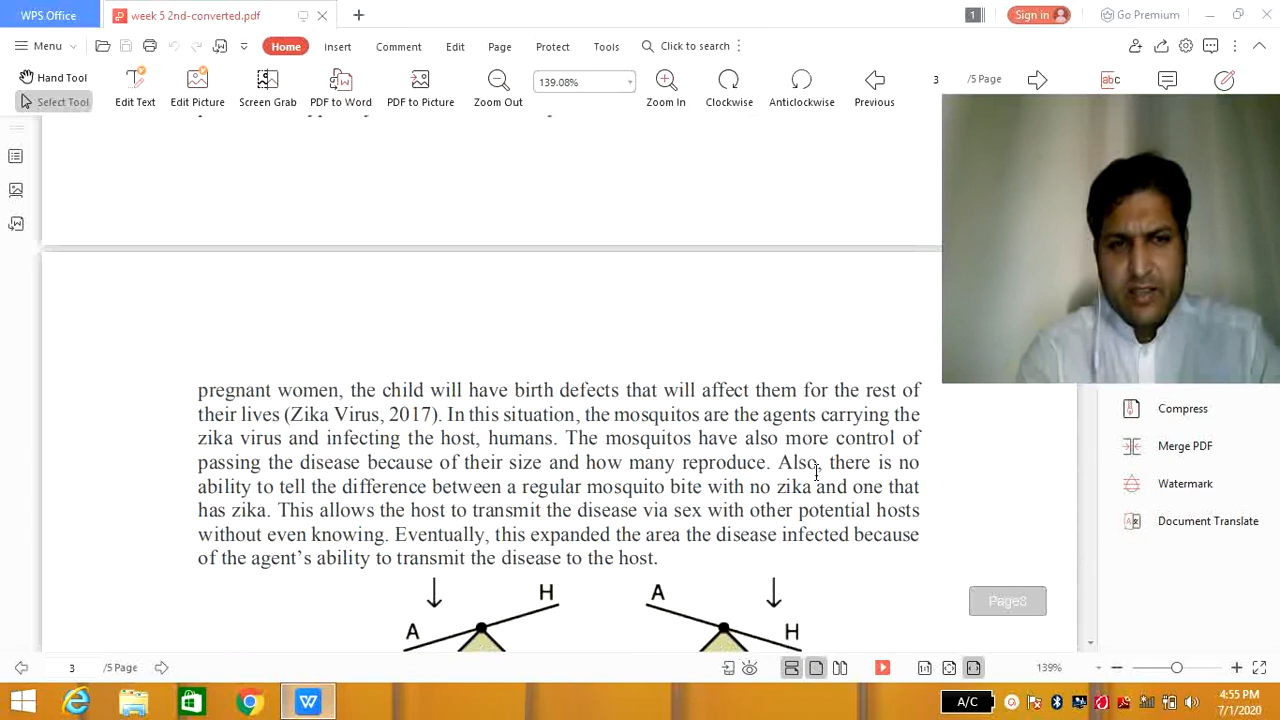 WPS Office
week 5 2nd-converted.pdf
1
Sign in
Go Premium
Menu
Home
Insert
Comment
Edit
Page
Protect
Tools
Click to search
Hand Tool
Select Tool
Edit Text
Edit Picture
Screen Grab
PDF to Word
PDF to Picture
Zoom Out
139.08%
Zoom In
Clockwise
Anticlockwise
Previous
3 /5 Page
abc
pregnant women, the child will have birth defects that will affect them for the rest of
their lives (Zika Virus, 2017). In this situation, the mosquitos are the agents carrying the
zika virus and infecting the host, humans. The mosquitos have also more control of
passing the disease because of their size and how many reproduce. Also, there is no
ability to tell the difference between a regular mosquito bite with no zika and one that
has zika. This allows the host to transmit the disease via sex with other potential hosts
without even knowing. Eventually, this expanded the area the disease infected because
of the agent's ability to transmit the disease to the host.
A H
A H
Page3
Compress
Merge PDF
Watermark
Document Translate
3 /5 Page
139%
A/C
4:55 PM
7/1/2020